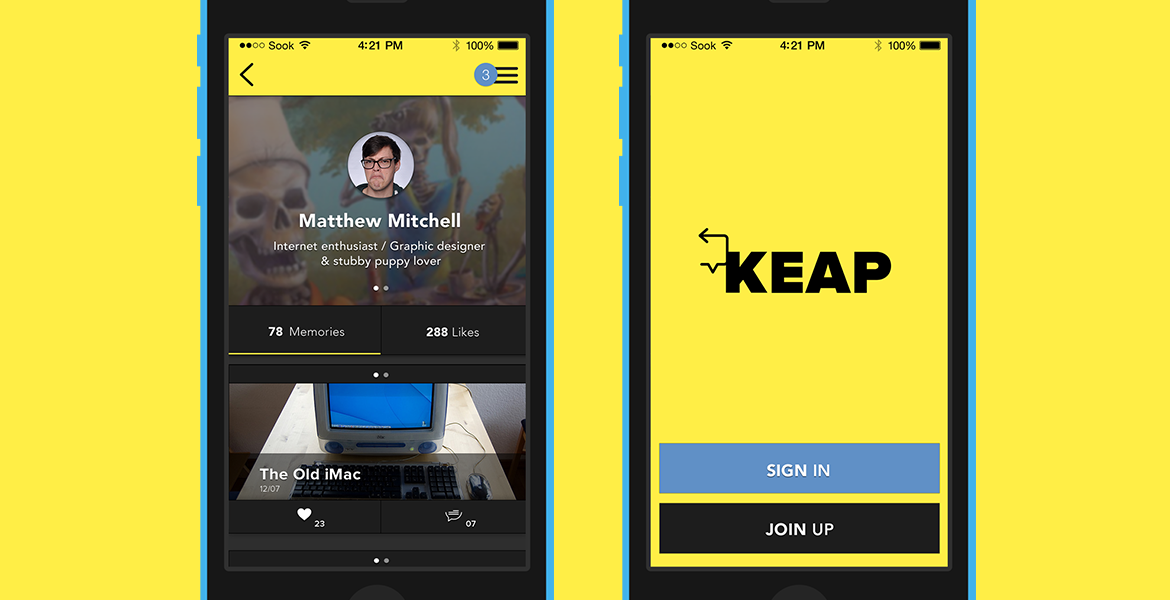 Sook 4:21 PM 100%
3
Matthew Mitchell
Internet enthusiast / Graphic designer
& stubby puppy lover
78 Memories 288 Likes
The Old iMac
12/07
23 07
Sook 4:21 PM 100%
KEAP
SIGN IN
JOIN UP